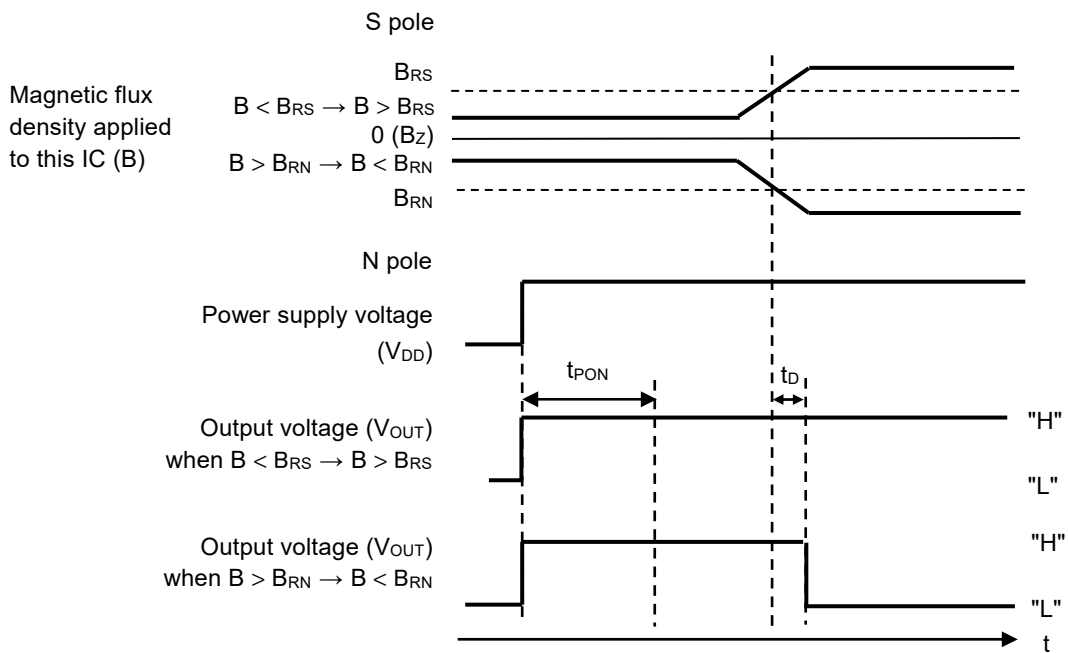 S pole
Magnetic flux
density applied
to this IC (B)
BRS
B < BRS → B > BRS
0 (BZ)
B > BRN → B < BRN
BRN
N pole
Power supply voltage
(VDD)
tPON
tD
Output voltage (VOUT)
when B < BRS → B > BRS
"H"
"L"
Output voltage (VOUT)
when B > BRN → B < BRN
"H"
"L"
t